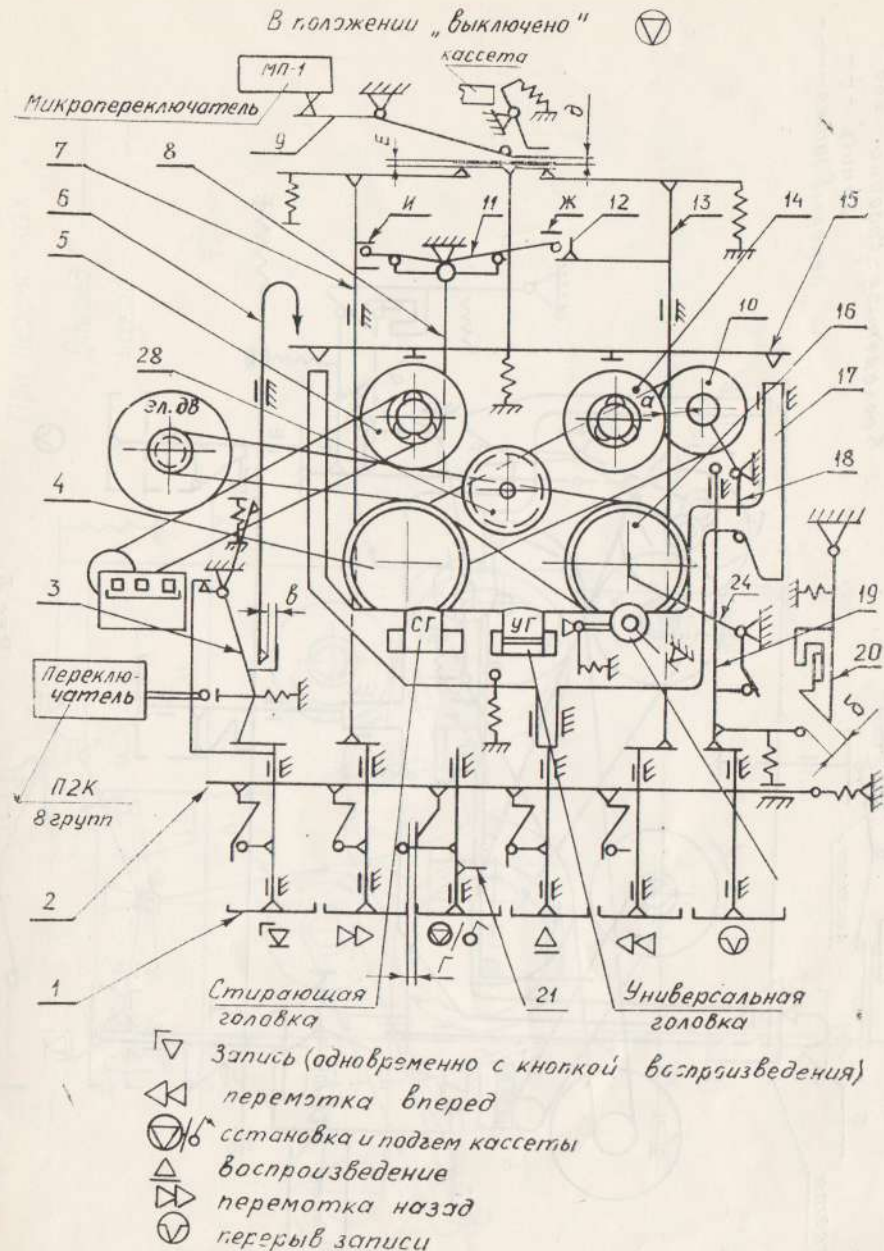 В положении „выключено"
кассета
МП-1
Микропереключатель
9
7
8
6
5
28
4
3
И
11
Ж
12
13
14
15
10
16
17
18
24
19
20
Е
д
а
в
б
эл.дв
СГ
УГ
Переклю-
чатель
П2К
8 групп
2
1
Г
21
Стирающая
головка
Универсальная
головка
Запись (одновременно с кнопкой воспроизведения)
перемотка вперед
остановка и подъем кассеты
воспроизведение
перемотка назад
перерыв записи